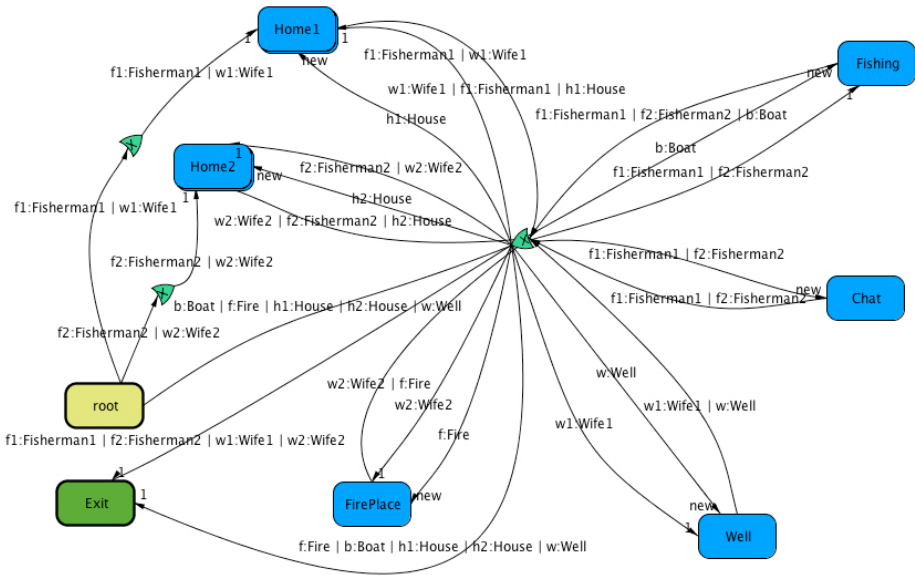 Home1
1
1
new
f1:Fisherman1 | w1:Wife1
f1:Fisherman1 | w1:Wife1
Fishing
new
w1:Wife1 | f1:Fisherman1 | h1:House
1
f1:Fisherman1 | f2:Fisherman2 | b:Boat
h1:House
b:Boat
Home2
1
f2:Fisherman2 | w2:Wife2
f1:Fisherman1 | f2:Fisherman2
new
1
h2:House
f1:Fisherman1 | w1:Wife1
w2:Wife2 | f2:Fisherman2 | h2:House
f1:Fisherman1 | f2:Fisherman2
f2:Fisherman2 | w2:Wife2
new
f1:Fisherman1 | f2:Fisherman2
Chat
b:Boat | f:Fire | h1:House | h2:House | w:Well
f2:Fisherman2 | w2:Wife2
w:Well
w2:Wife2 | f:Fire
root
w2:Wife2
w1:Wife1 | w:Well
w1:Wife1
f:Fire
f1:Fisherman1 | f2:Fisherman2 | w1:Wife1 | w2:Wife2
1
1
1
new
Exit
FirePlace
new
1
Well
f:Fire | b:Boat | h1:House | h2:House | w:Well